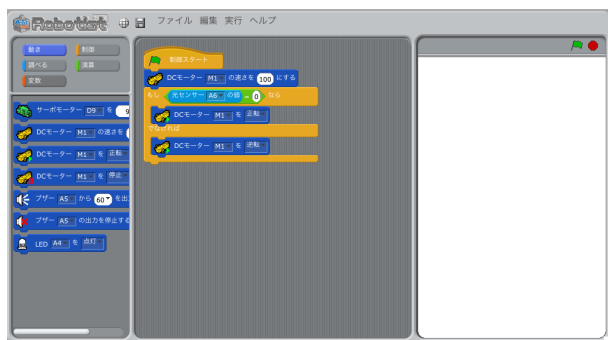 Robotist ファイル 編集 実行 ヘルプ
動き 制御
調べる 演算
変数
サーボモーター D9 を 9
DCモーター M1 の速さを
DCモーター M1 を 正転
DCモーター M1 を 停止
ブザー A5 から 60 を出
ブザー A5 の出力を停止する
LED A4 を 点灯
制御スタート
DCモーター M1 の速さを 100 にする
もし 光センサー A6 の値 = 0 なら
DCモーター M1 を 正転
でなければ
DCモーター M1 を 逆転